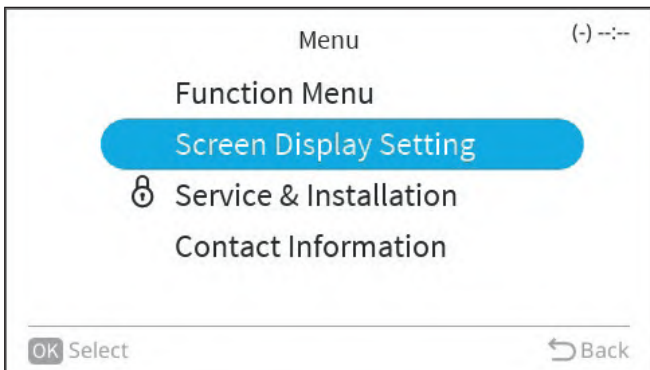 Menu
(-) --:--
Function Menu
Screen Display Setting
Service & Installation
Contact Information
OK Select
Back